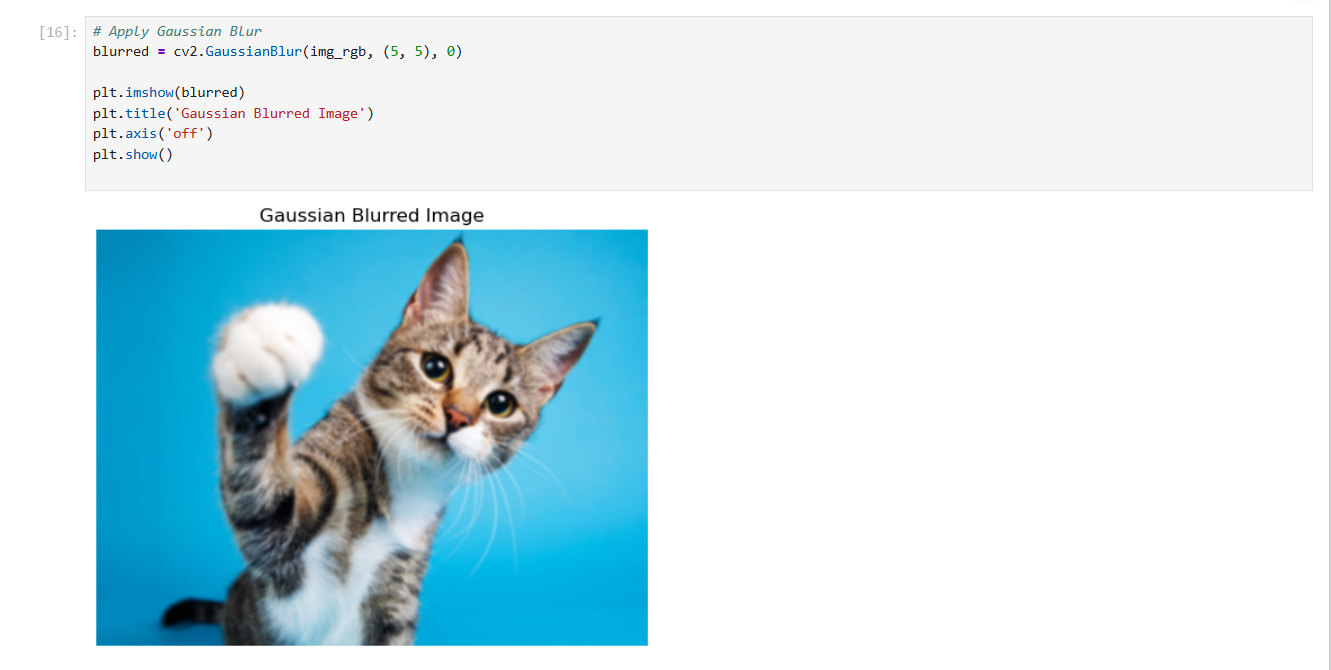 [16]:
# Apply Gaussian Blur
blurred = cv2.GaussianBlur(img_rgb, (5, 5), 0)
plt.imshow(blurred)
plt.title('Gaussian Blurred Image')
plt.axis('off')
plt.show()
Gaussian Blurred Image